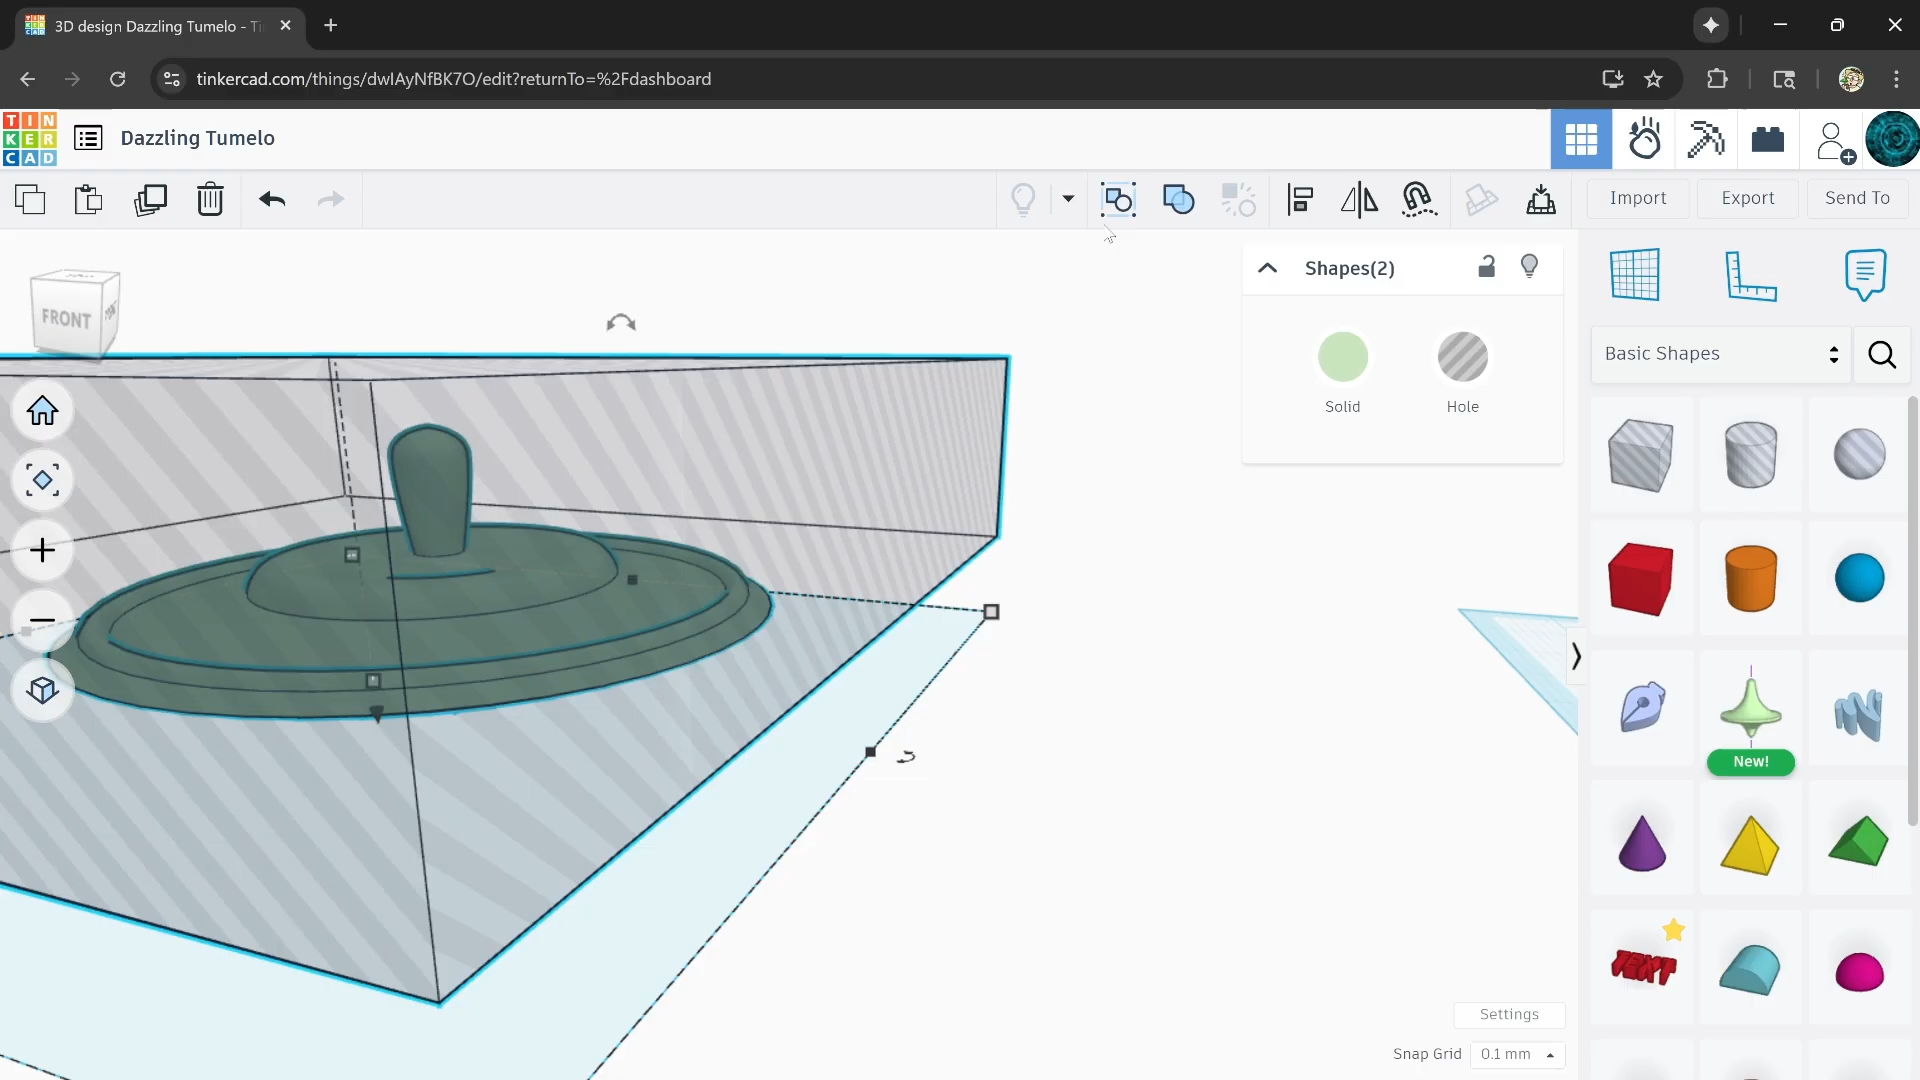 3D design Dazzling Tumelo - Ti
tinkercad.com/things/dwlAyNfBK7O/edit?returnTo=%2Fdashboard
TIN
KER
CAD
Dazzling Tumelo
Import
Export
Send To
FRONT
Shapes(2)
Solid
Hole
Basic Shapes
New!
TEXT
Settings
Snap Grid
0.1 mm